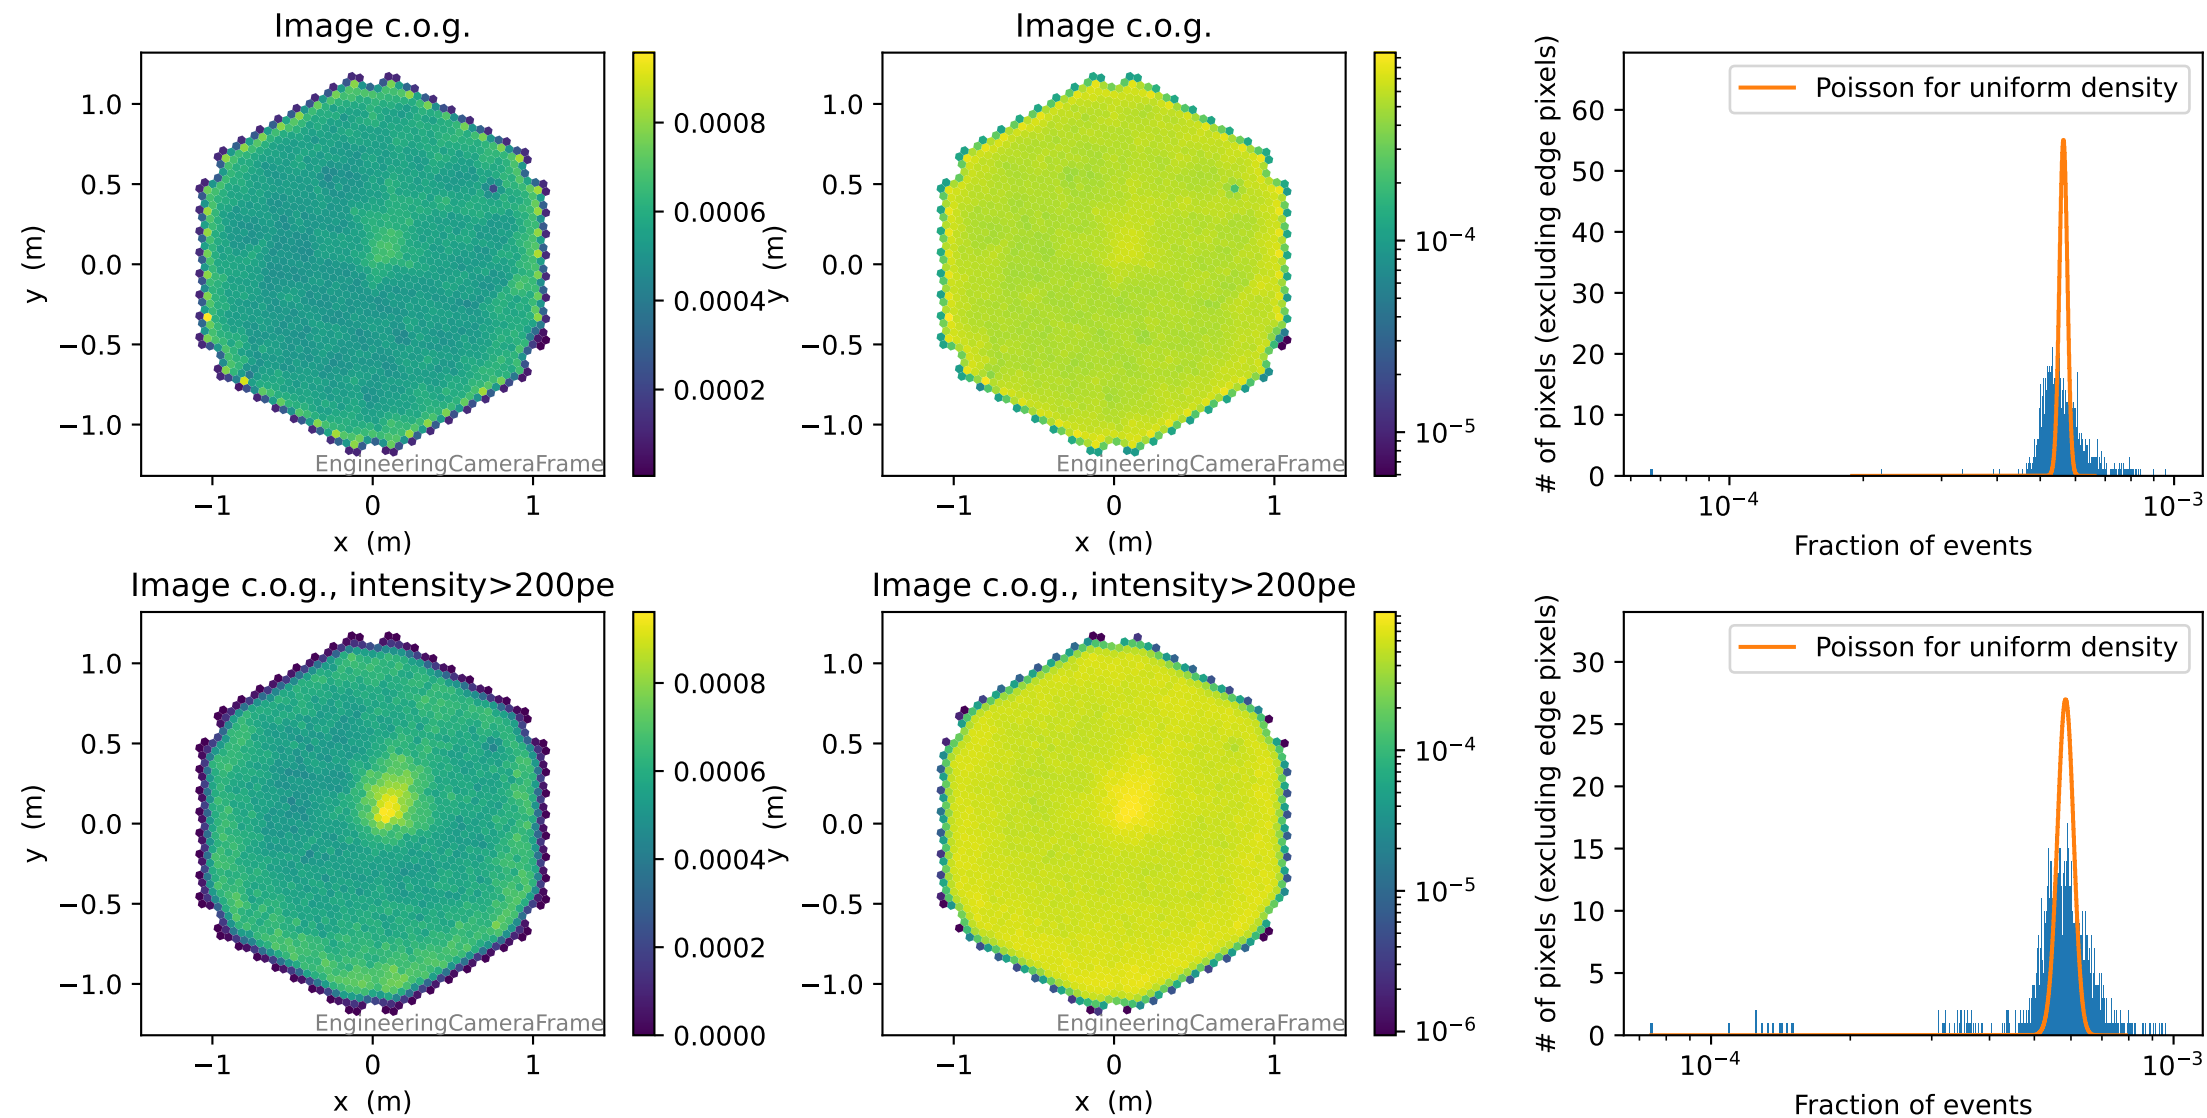 Image c.o.g.
1.0
0.5
0.0
−0.5
−1.0
y (m)
−1
0
1
x (m)
EngineeringCameraFrame
0.0008
0.0006
0.0004
0.0002
Image c.o.g.
1.0
0.5
0.0
−0.5
−1.0
y (m)
−1
0
1
x (m)
EngineeringCameraFrame
10⁻⁴
10⁻⁵
Poisson for uniform density
# of pixels (excluding edge pixels)
60
50
40
30
20
10
0
10⁻⁴
10⁻³
Fraction of events
Image c.o.g., intensity>200pe
1.0
0.5
0.0
−0.5
−1.0
y (m)
−1
0
1
x (m)
EngineeringCameraFrame
0.0008
0.0006
0.0004
0.0002
0.0000
Image c.o.g., intensity>200pe
1.0
0.5
0.0
−0.5
−1.0
y (m)
−1
0
1
x (m)
EngineeringCameraFrame
10⁻⁴
10⁻⁵
10⁻⁶
Poisson for uniform density
# of pixels (excluding edge pixels)
30
25
20
15
10
5
0
10⁻⁴
10⁻³
Fraction of events